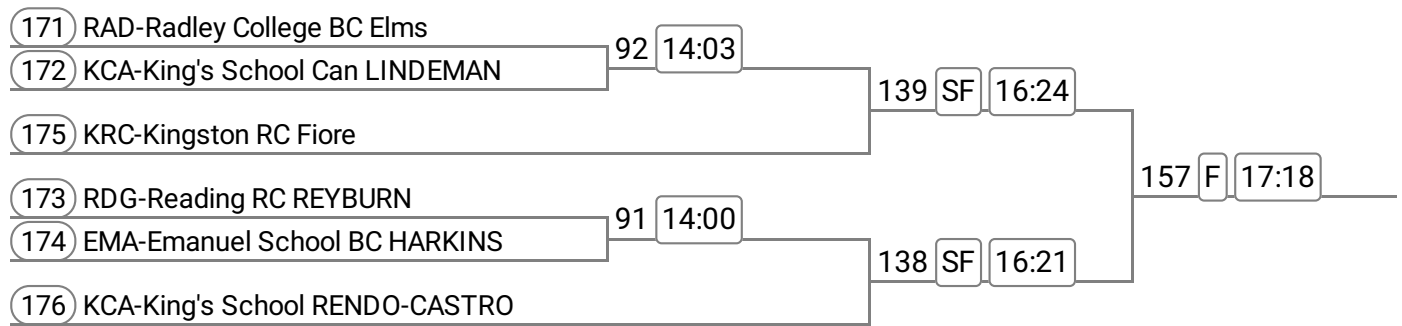 171 RAD-Radley College BC Elms
92 14:03
172 KCA-King's School Can LINDEMAN
139 SF 16:24
175 KRC-Kingston RC Fiore
157 F 17:18
173 RDG-Reading RC REYBURN
91 14:00
174 EMA-Emanuel School BC HARKINS
138 SF 16:21
176 KCA-King's School RENDO-CASTRO